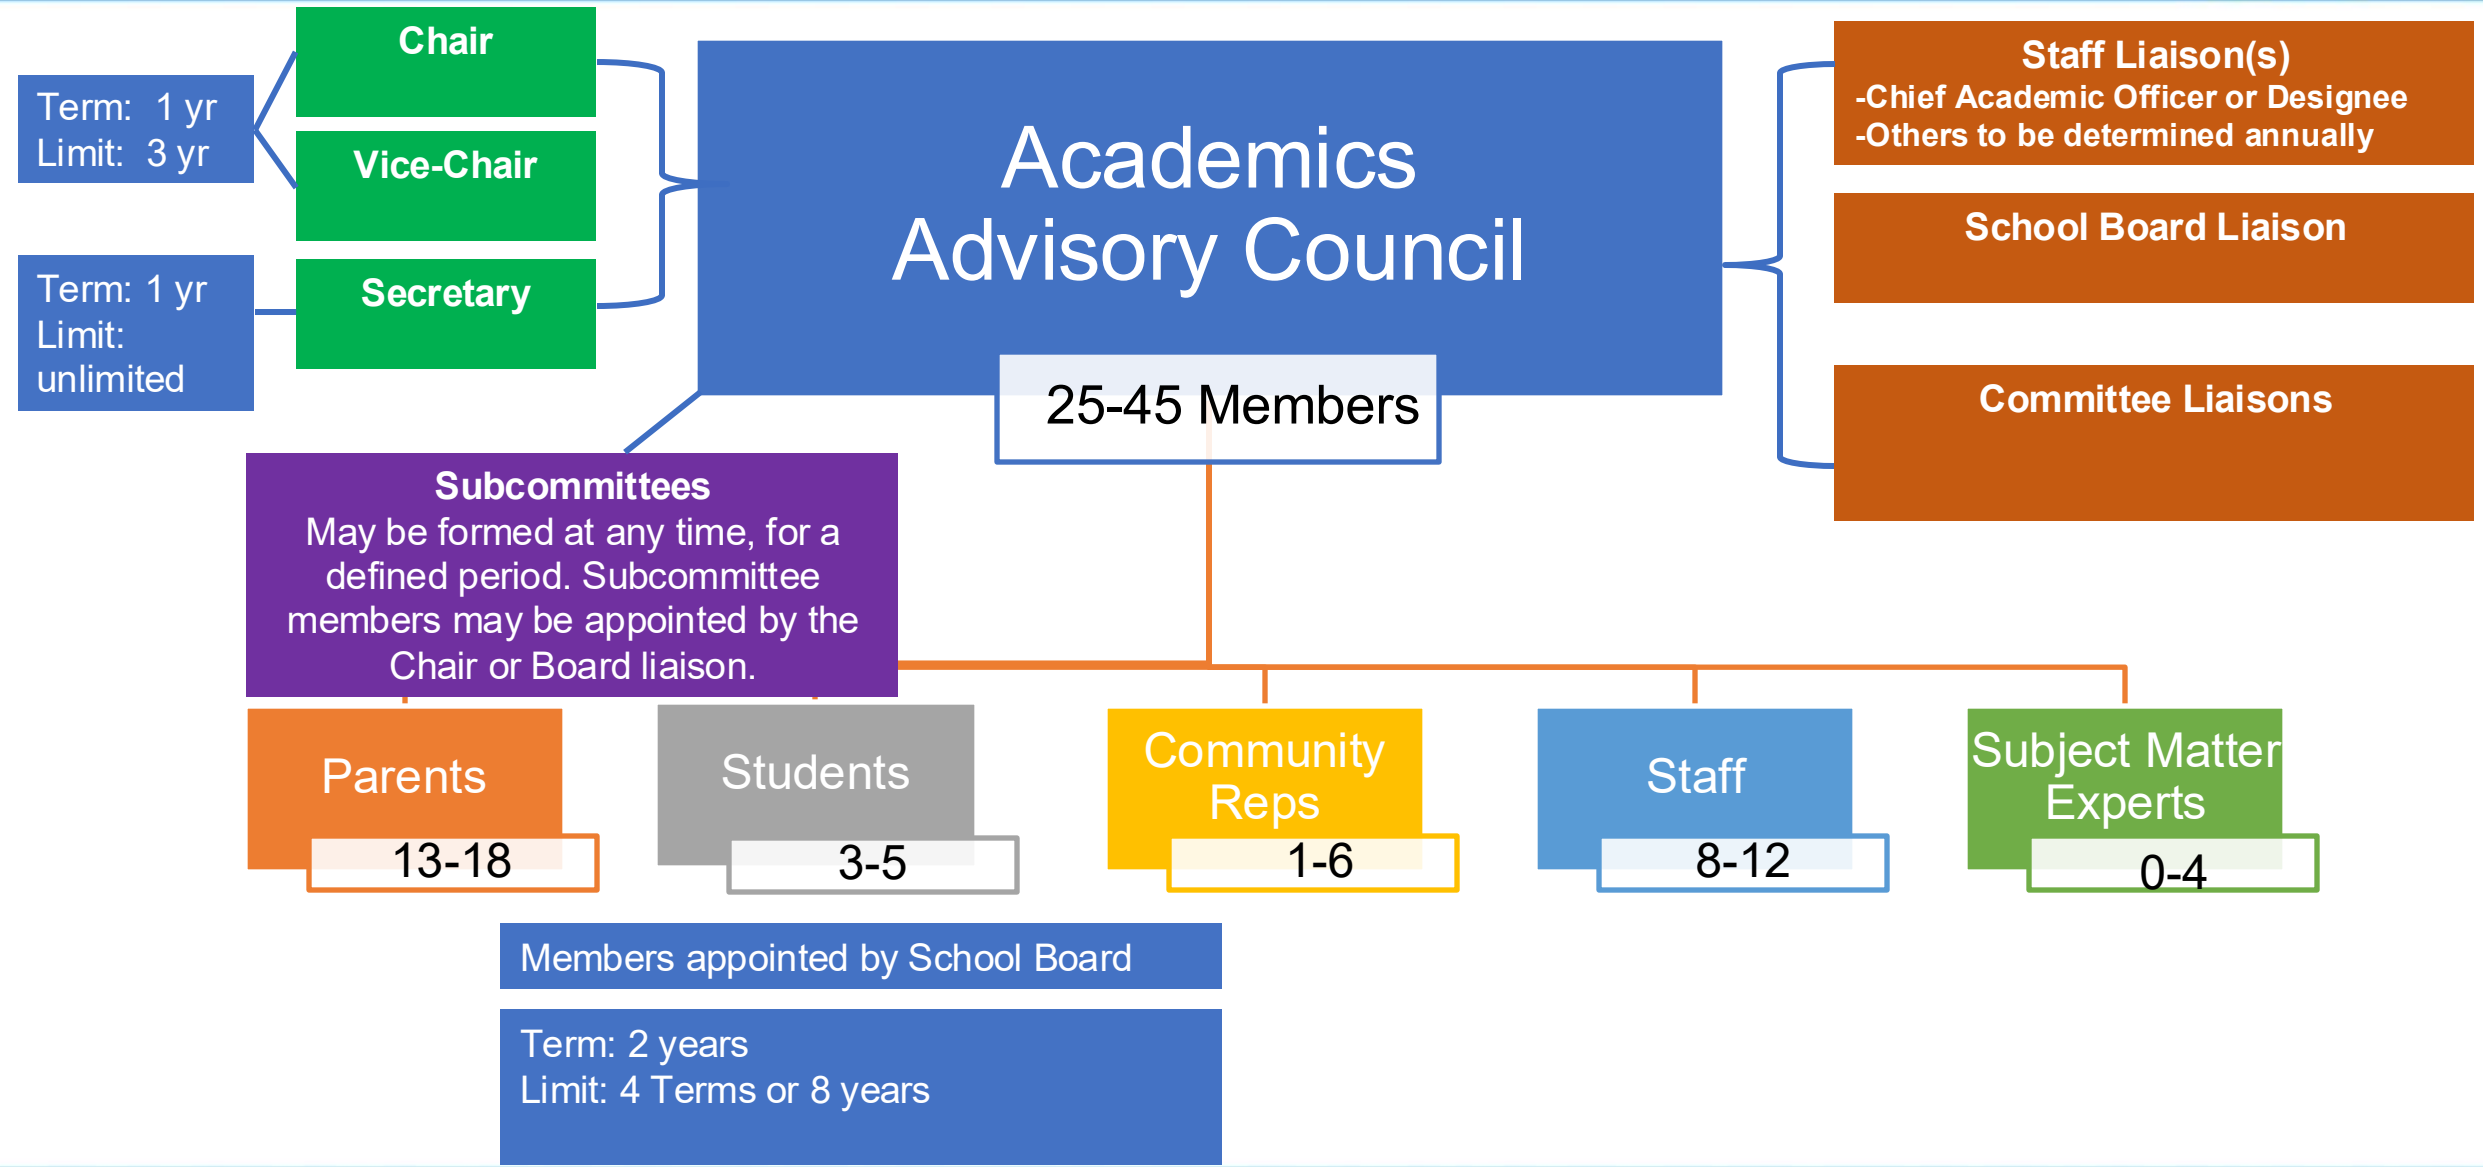 Chair
Term:  1 yr
Limit:  3 yr
Vice-Chair
Term: 1 yr
Limit:
unlimited
Secretary
Academics
Advisory Council
25-45 Members
Staff Liaison(s)
-Chief Academic Officer or Designee
-Others to be determined annually
School Board Liaison
Committee Liaisons
Subcommittees
May be formed at any time, for a
defined period. Subcommittee
members may be appointed by the
Chair or Board liaison.
Parents
13-18
Students
3-5
Community
Reps
1-6
Staff
8-12
Subject Matter
Experts
0-4
Members appointed by School Board
Term: 2 years
Limit: 4 Terms or 8 years